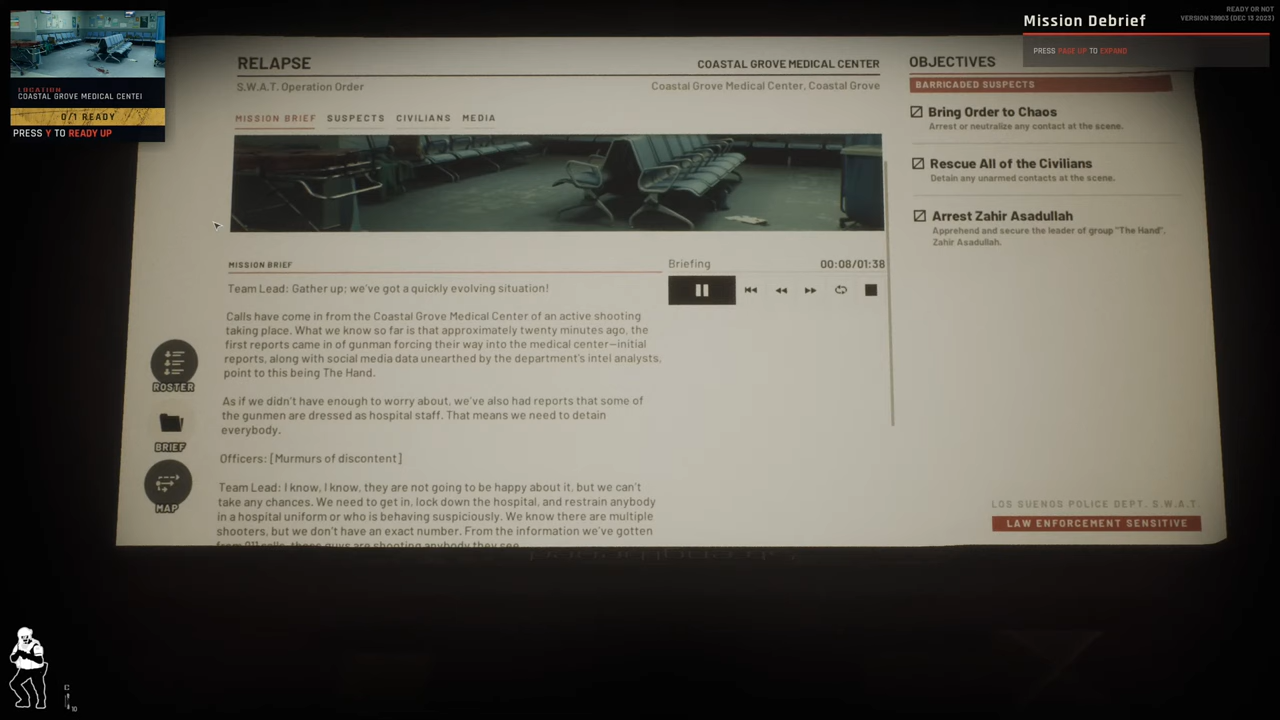 LOCATION
COASTAL GROVE MEDICAL CENTEI
0/1 READY
PRESS Y TO READY UP
READY OR NOT
VERSION 39903 (DEC 13 2023)
Mission Debrief
PRESS PAGE UP TO EXPAND
RELAPSE
COASTAL GROVE MEDICAL CENTER
S.W.A.T. Operation Order
Coastal Grove Medical Center, Coastal Grove
MISSION BRIEF SUSPECTS CIVILIANS MEDIA
MISSION BRIEF
Team Lead: Gather up; we've got a quickly evolving situation!
Calls have come in from the Coastal Grove Medical Center of an active shooting
taking place. What we know so far is that approximately twenty minutes ago, the
first reports came in of gunman forcing their way into the medical center—initial
reports, along with social media data unearthed by the department's intel analysts,
point to this being The Hand.
As if we didn't have enough to worry about, we've also had reports that some of
the gunmen are dressed as hospital staff. That means we need to detain
everybody.
Officers: [Murmurs of discontent]
Team Lead: I know, I know, they are not going to be happy about it, but we can't
take any chances. We need to get in, lock down the hospital, and restrain anybody
in a hospital uniform or who is behaving suspiciously. We know there are multiple
shooters, but we don't have an exact number. From the information we've gotten
from 911 calls, these guys are shooting anybody they see.
Briefing 00:08/01:38
OBJECTIVES
BARRICADED SUSPECTS
Bring Order to Chaos
Arrest or neutralize any contact at the scene.
Rescue All of the Civilians
Detain any unarmed contacts at the scene.
Arrest Zahir Asadullah
Apprehend and secure the leader of group "The Hand",
Zahir Asadullah.
ROSTER
BRIEF
MAP
LOS SUENOS POLICE DEPT. S.W.A.T.
LAW ENFORCEMENT SENSITIVE
10